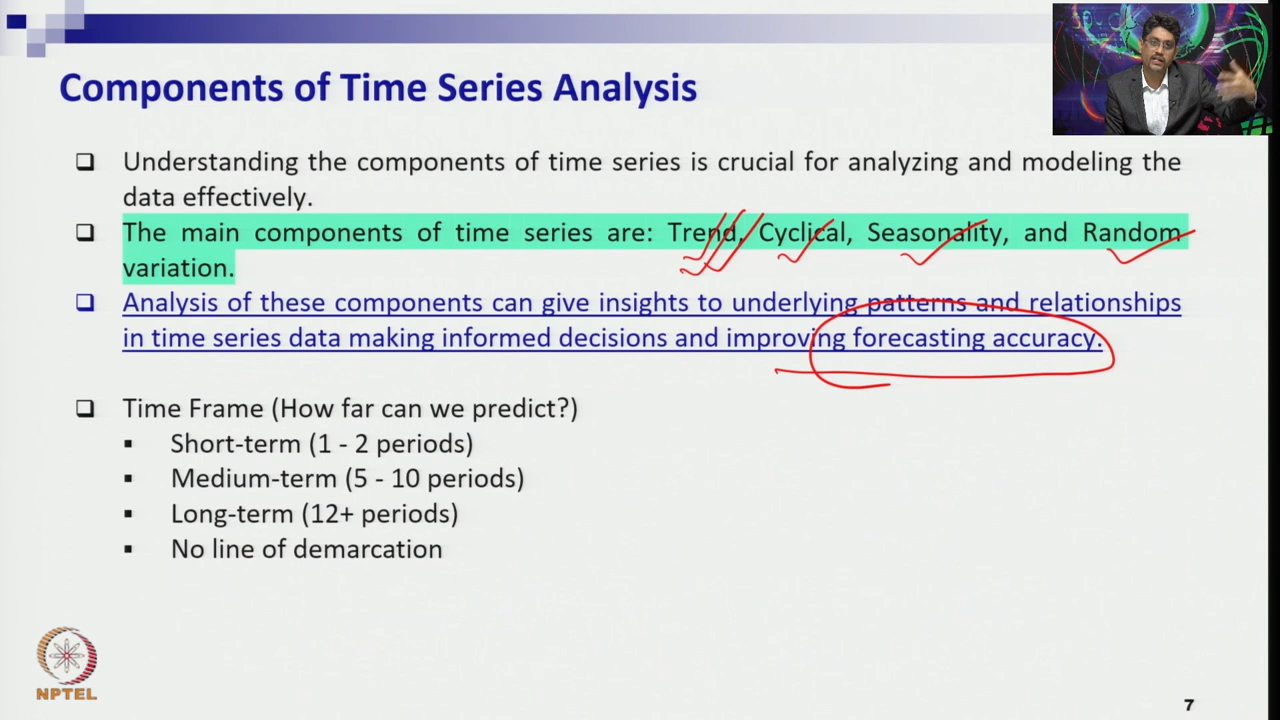 Components of Time Series Analysis
❑ Understanding the components of time series is crucial for analyzing and modeling the
data effectively.
❑ The main components of time series are: Trend, Cyclical, Seasonality, and Random
variation.
❑ Analysis of these components can give insights to underlying patterns and relationships
in time series data making informed decisions and improving forecasting accuracy.
❑ Time Frame (How far can we predict?)
▪ Short-term (1 - 2 periods)
▪ Medium-term (5 - 10 periods)
▪ Long-term (12+ periods)
▪ No line of demarcation
NPTEL
7